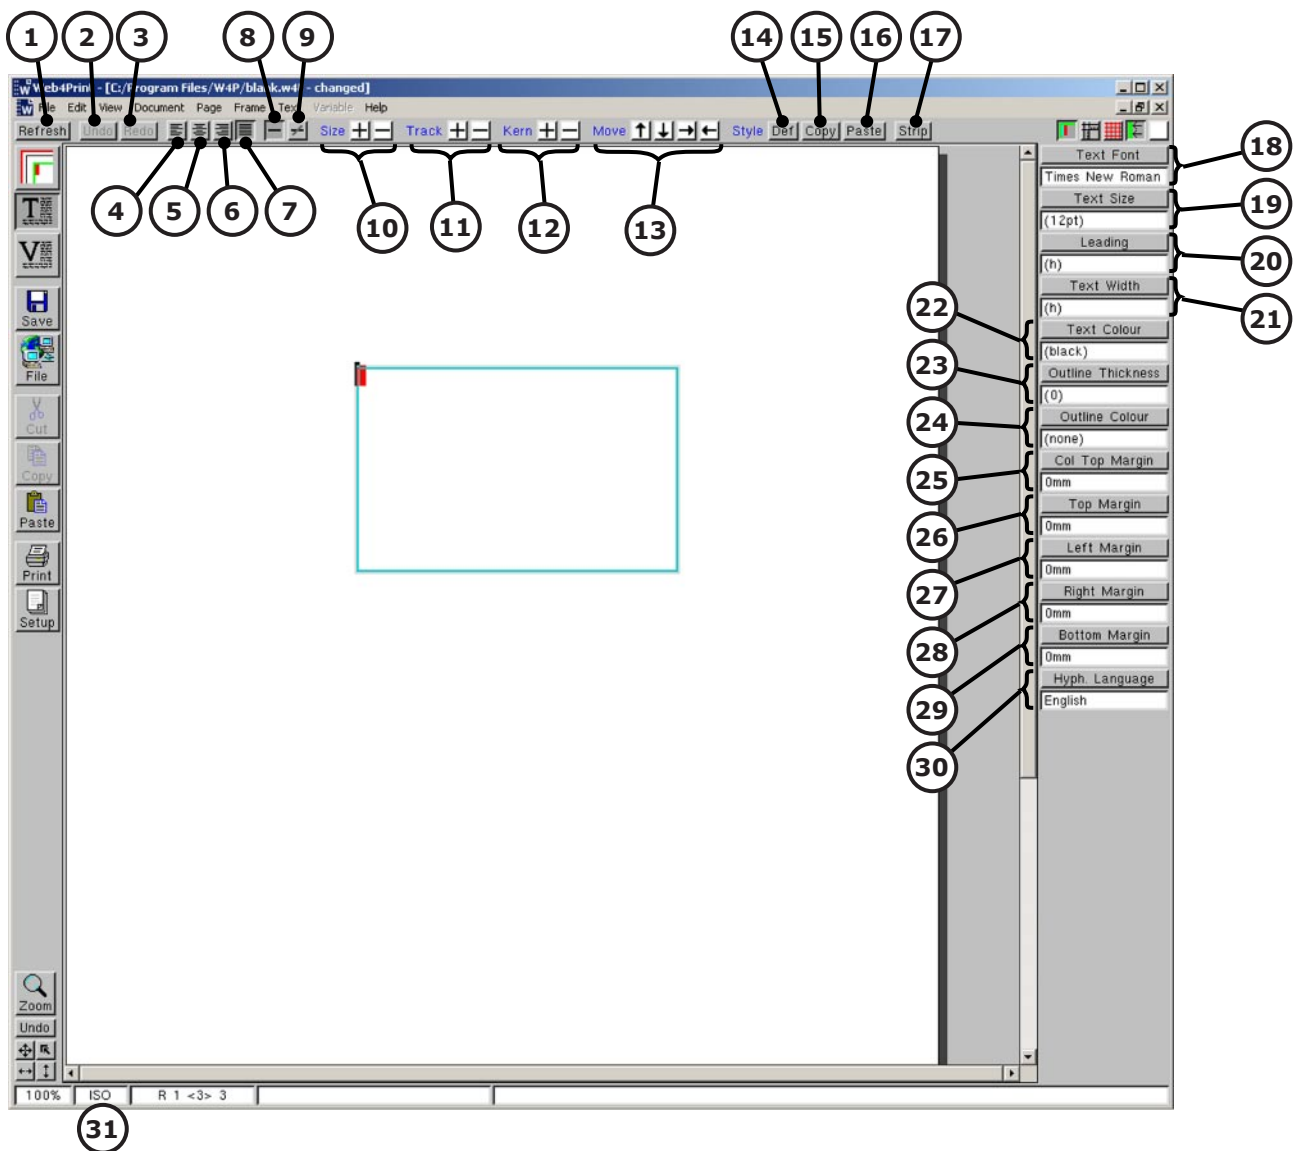 1 2 3 8 9 14 15 16 17
Web4Print - [C:/Program Files/W4P/blank.w4p - changed]
File Edit View Document Page Frame Text Variable Help
Refresh Undo Redo Size Track Kern Move Style Def Copy Paste Strip
4 5 6 7 10 11 12 13
Text Font
Times New Roman
18
Text Size
(12pt)
19
Leading
(h)
20
Text Width
(h)
21
22
Text Colour
(black)
23
Outline Thickness
(0)
24
Outline Colour
(none)
25
Col Top Margin
0mm
26
Top Margin
0mm
27
Left Margin
0mm
28
Right Margin
0mm
29
Bottom Margin
0mm
30
Hyph. Language
English
T
V
Save
File
Cut
Copy
Paste
Print
Setup
Zoom
Undo
100% ISO R 1 <3> 3
31